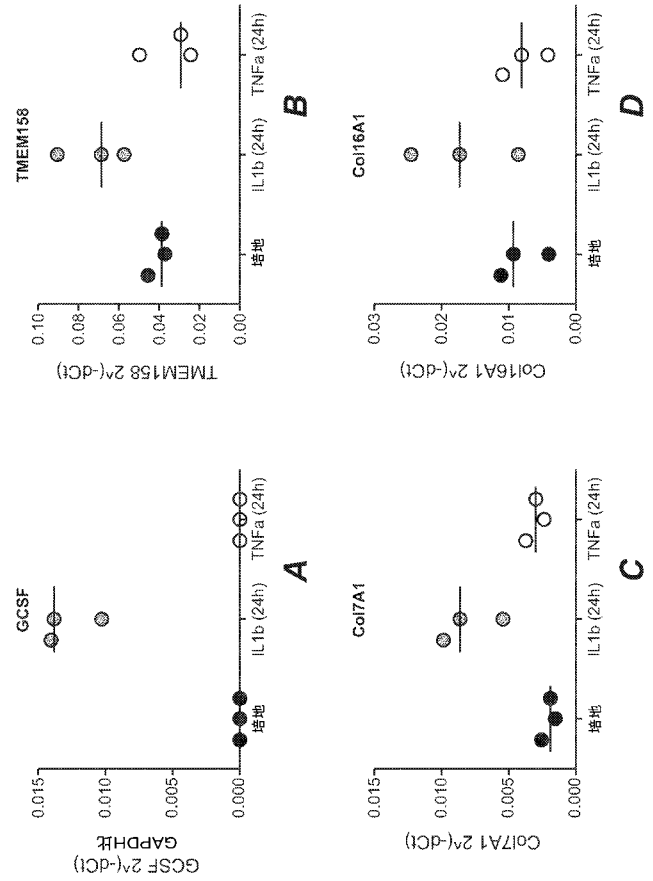 GCSF
GCSF 2^(-dCt)
GAPDH比
0.015
0.010
0.005
0.000
培地
IL1b (24h)
TNFa (24h)
A
TMEM158
TMEM158 2^(-dCt)
0.10
0.08
0.06
0.04
0.02
0.00
培地
IL1b (24h)
TNFa (24h)
B
Col7A1
Col7A1 2^(-dCt)
0.015
0.010
0.005
0.000
培地
IL1b (24h)
TNFa (24h)
C
Col16A1
Col16A1 2^(-dCt)
0.03
0.02
0.01
0.00
培地
IL1b (24h)
TNFa (24h)
D